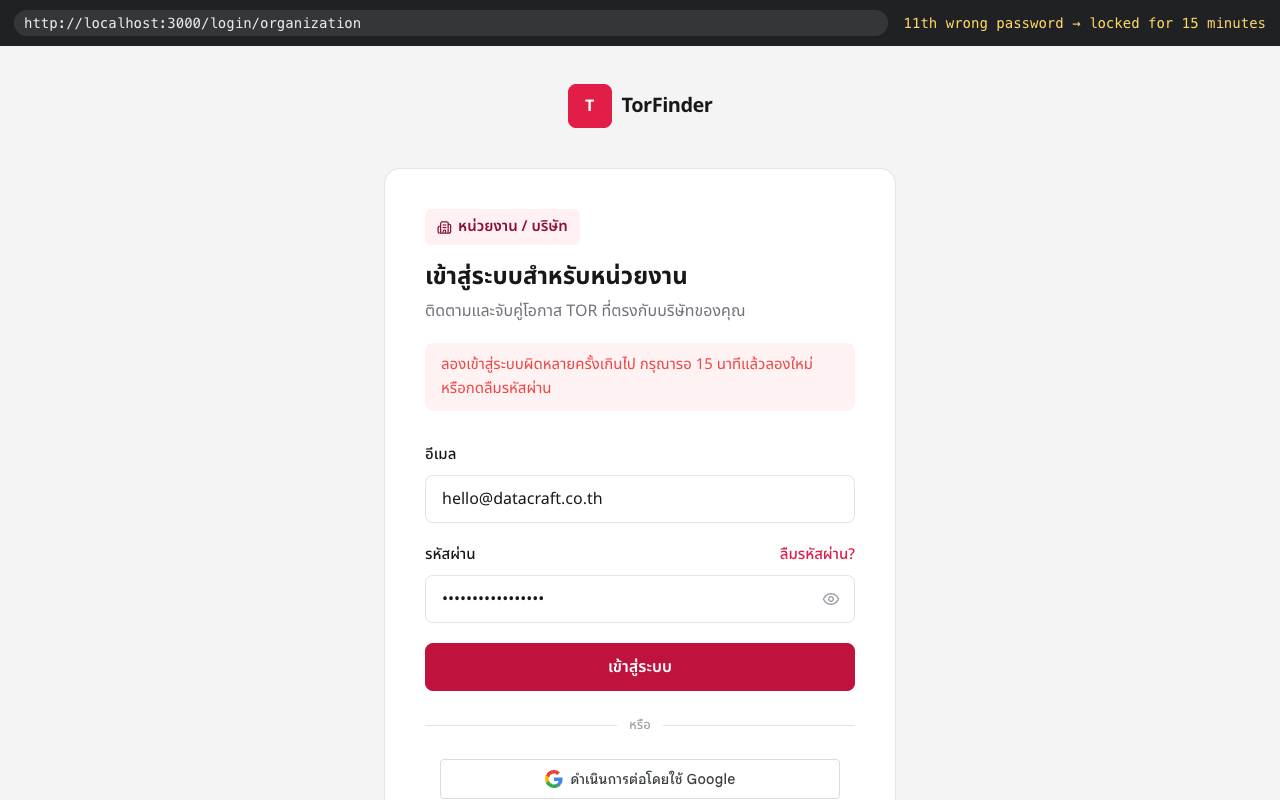 http://localhost:3000/login/organization
11th wrong password → locked for 15 minutes
T
TorFinder
หน่วยงาน / บริษัท
เข้าสู่ระบบสำหรับหน่วยงาน
ติดตามและจับคู่โอกาส TOR ที่ตรงกับบริษัทของคุณ
ลองเข้าสู่ระบบผิดหลายครั้งเกินไป กรุณารอ 15 นาทีแล้วลองใหม่
หรือกดลืมรหัสผ่าน
อีเมล
hello@datacraft.co.th
รหัสผ่าน
ลืมรหัสผ่าน?
••••••••••••••••
เข้าสู่ระบบ
หรือ
ดำเนินการต่อโดยใช้ Google